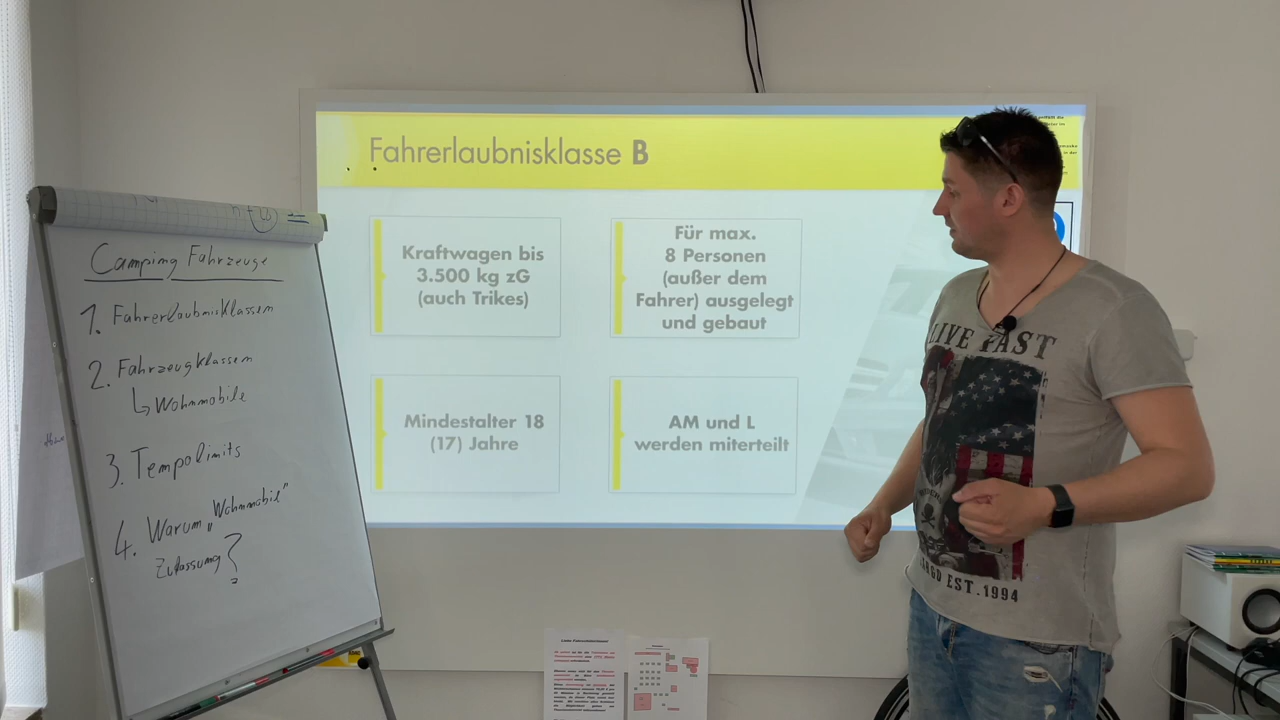 Camping Fahrzeuge
1. Fahrerlaubnisklassen
2. Fahrzeugklassen
↳ Wohnmobile
3. Tempolimits
4. Warum „Wohnmobil"
Zulassung?
Fahrerlaubnisklasse B
Kraftwagen bis
3.500 kg zG
(auch Trikes)
Für max.
8 Personen
(außer dem
Fahrer) ausgelegt
und gebaut
Mindestalter 18
(17) Jahre
AM und L
werden miterteilt
LIVE FAST
EST. 1994